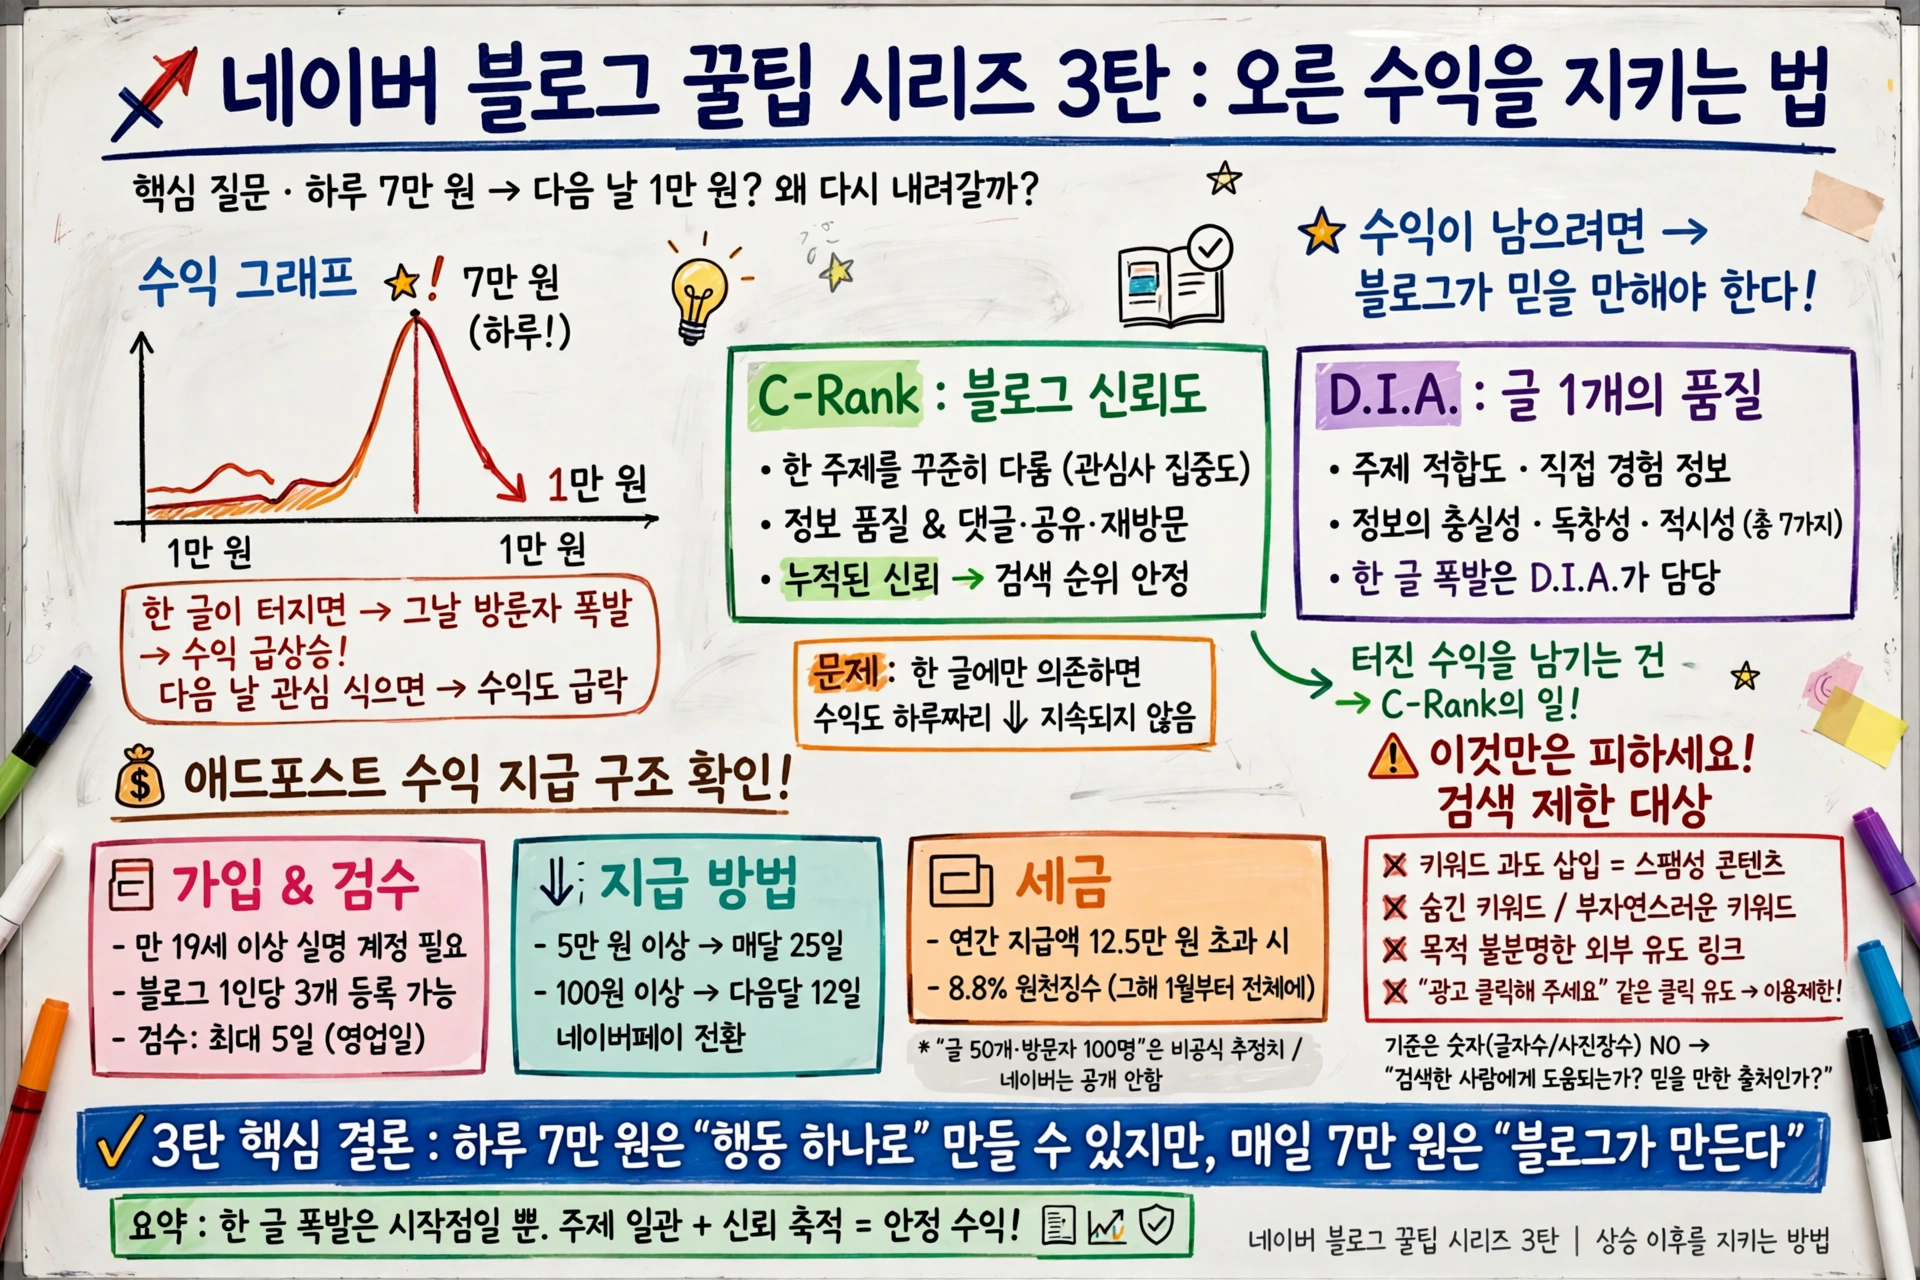 네이버 블로그 꿀팁 시리즈 3탄 : 오른 수익을 지키는 법
핵심 질문 · 하루 7만 원 → 다음 날 1만 원? 왜 다시 내려갈까?
수익 그래프
! 7만 원
(하루!)
1만 원
1만 원
1만 원
한 글이 터지면 → 그날 방룬자 폭발
→ 수익 급상승!
다음 날 관심 식으면 → 수익도 급락
수익이 남으려면 →
블로그가 믿을 만해야 한다!
C-Rank : 블로그 신뢰도
• 한 주제를 꾸준히 다룸 (관심사 집중도)
• 정보 품질 & 댓글·공유·재방문
• 누적된 신뢰 → 검색 순위 안정
D.I.A. : 글 1개의 품질
• 주제 적합도 · 직접 경험 정보
• 정보의 충실성 · 독창성 · 적시성 (총 7가지)
• 한 글 폭발은 D.I.A.가 담당
문제: 한 글에만 의존하면
수익도 하루짜리 ⇓ 지속되지 않음
터진 수익을 남기는 건
→ C-Rank의 일!
애드포스트 수익 지급 구조 확인!
가입 & 검수
- 만 19세 이상 실명 계정 필요
- 블로그 1인당 3개 등록 가능
- 검수: 최대 5일 (영업일)
지급 방법
- 5만 원 이상 → 매달 25일
- 100원 이상 → 다음달 12일
네이버페이 전환
세금
- 연간 지급액 12.5만 원 초과 시
- 8.8% 원천징수 (그해 1월부터 전체에)
* “글 50개·방문자 100명”은 비공식 추정치 /
네이버는 공개 안함
이것만은 피하세요!
검색 제한 대상
키워드 과도 삽입 = 스팸성 콘텐츠
숨긴 키워드 / 부자연스러운 키워드
목적 불분명한 외부 유도 링크
“광고 클릭해 주세요” 같은 클릭 유도 → 이용제한!
기준은 숫자(글자수/사진장수) NO →
“검색한 사람에게 도움되는가? 믿을 만한 출처인가?”
3탄 핵심 결론 : 하루 7만 원은 “행동 하나로” 만들 수 있지만, 매일 7만 원은 “블로그가 만든다”
요약 : 한 글 폭발은 시작점일 뿐. 주제 일관 + 신뢰 축적 = 안정 수익!
네이버 블로그 꿀팁 시리즈 3탄 | 상승 이후를 지키는 방법